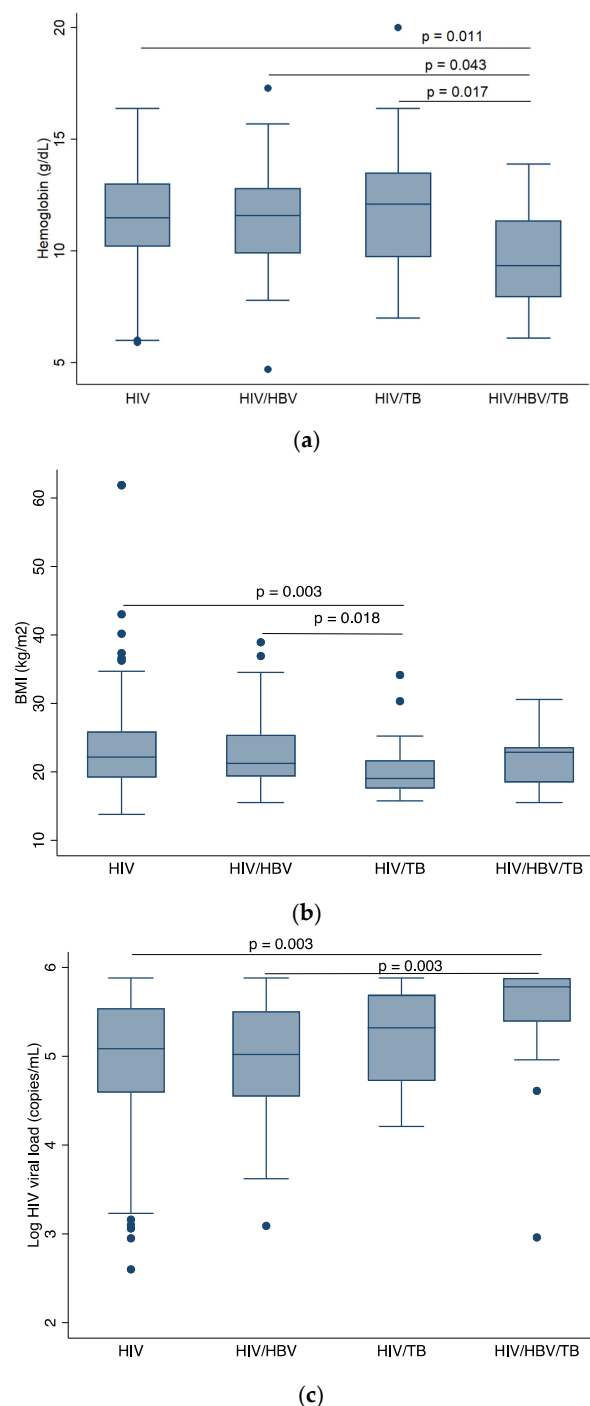 20
p = 0.011
p = 0.043
p = 0.017
15
Hemoglobin (g/dL)
10
5
HIV HIV/HBV HIV/TB HIV/HBV/TB
(a)
60
50
p = 0.003
p = 0.018
40
BMI (kg/m2)
30
20
10
HIV HIV/HBV HIV/TB HIV/HBV/TB
(b)
p = 0.003
p = 0.003
6
5
Log HIV viral load (copies/mL)
4
3
2
HIV HIV/HBV HIV/TB HIV/HBV/TB
(c)